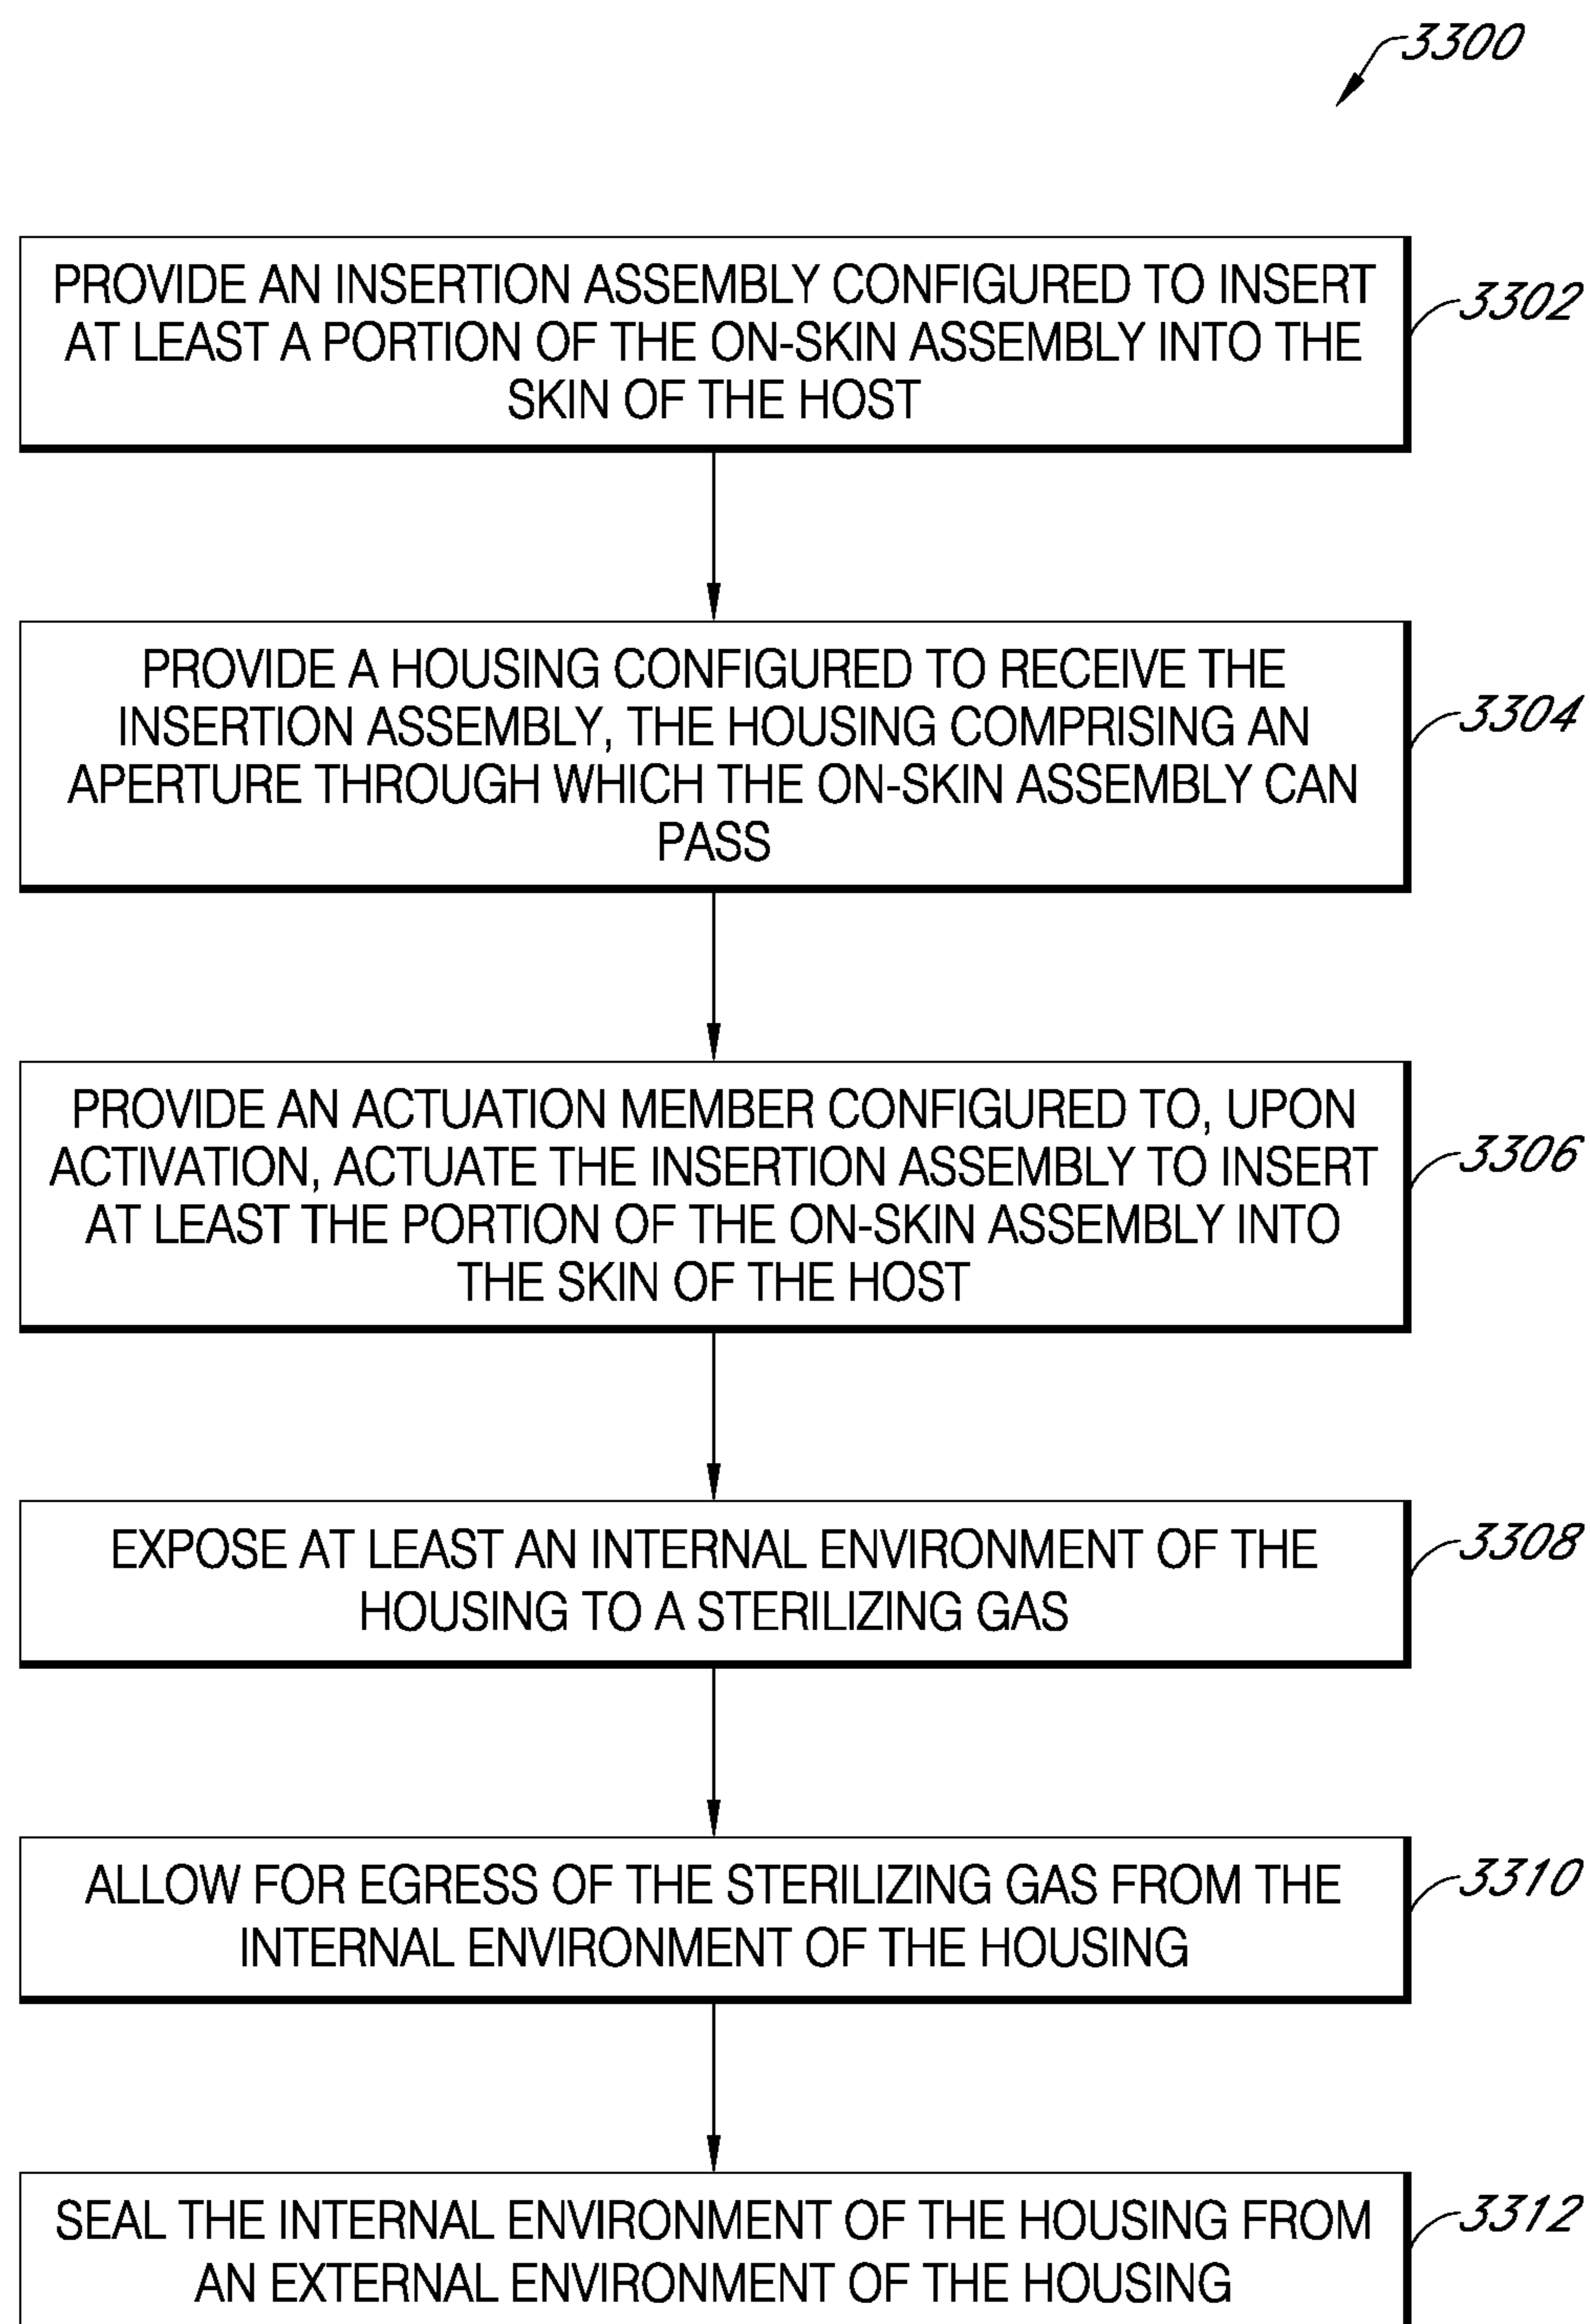 3300
PROVIDE AN INSERTION ASSEMBLY CONFIGURED TO INSERT
AT LEAST A PORTION OF THE ON-SKIN ASSEMBLY INTO THE
SKIN OF THE HOST
3302
PROVIDE A HOUSING CONFIGURED TO RECEIVE THE
INSERTION ASSEMBLY, THE HOUSING COMPRISING AN
APERTURE THROUGH WHICH THE ON-SKIN ASSEMBLY CAN
PASS
3304
PROVIDE AN ACTUATION MEMBER CONFIGURED TO, UPON
ACTIVATION, ACTUATE THE INSERTION ASSEMBLY TO INSERT
AT LEAST THE PORTION OF THE ON-SKIN ASSEMBLY INTO
THE SKIN OF THE HOST
3306
EXPOSE AT LEAST AN INTERNAL ENVIRONMENT OF THE
HOUSING TO A STERILIZING GAS
3308
ALLOW FOR EGRESS OF THE STERILIZING GAS FROM THE
INTERNAL ENVIRONMENT OF THE HOUSING
3310
SEAL THE INTERNAL ENVIRONMENT OF THE HOUSING FROM
AN EXTERNAL ENVIRONMENT OF THE HOUSING
3312